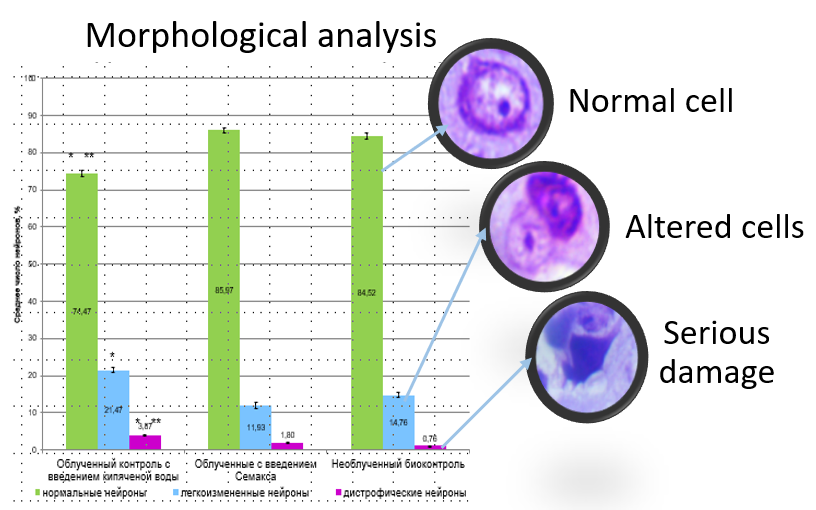 Morphological analysis
Normal cell
Altered cells
Serious
damage
Среднее число нейронов, %
100
90
80
70
60
50
40
30
20
10
0
* **
74,47
*
21,47
* **
3,87
85,97
11,93
1,80
84,52
14,76
0,76
Облученный контроль с
введением кипяченой воды
Облученные с введением
Семакса
Необлученный биоконтроль
нормальные нейроны
легкоизмененные нейроны
дистрофические нейроны